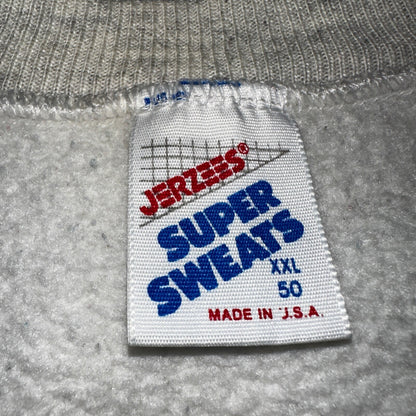 JERZEES®
SUPER
SWEATS
XXL
50
MADE IN U.S.A.